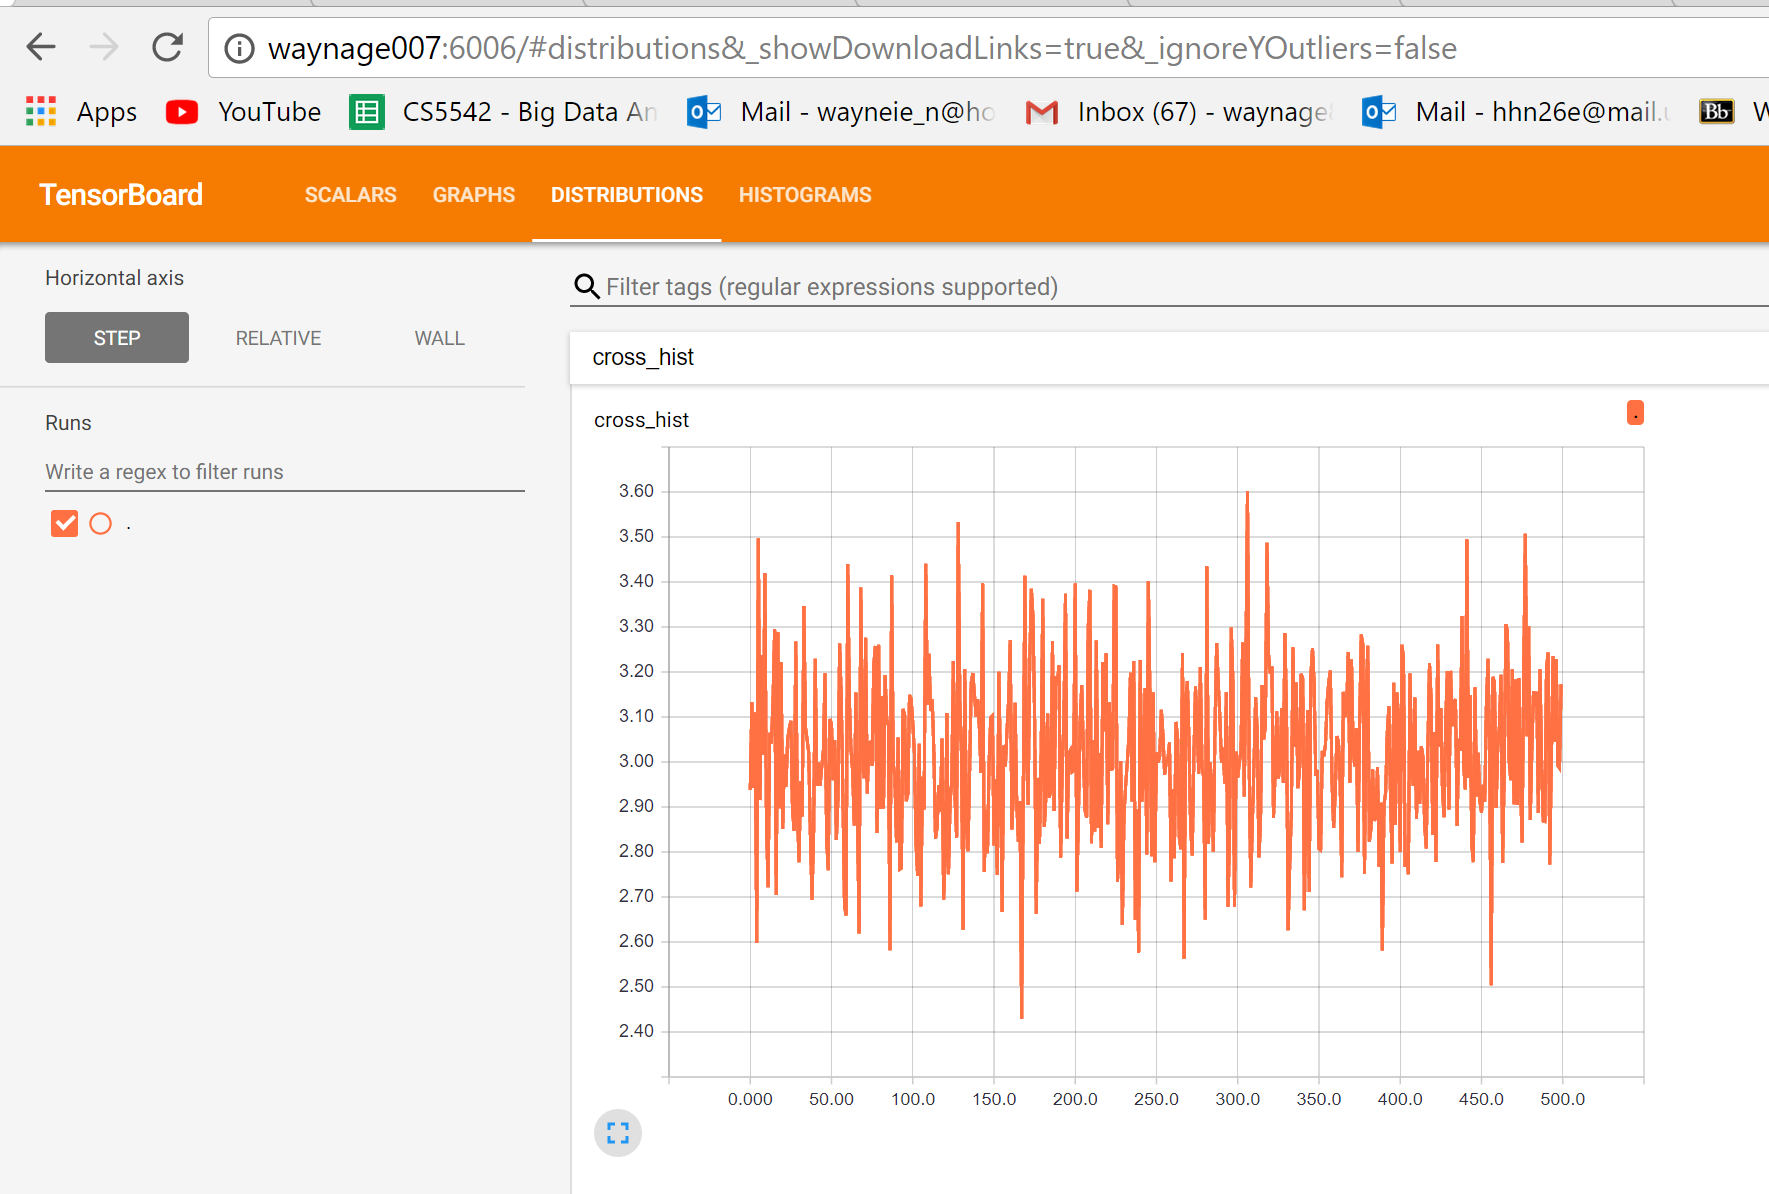 waynage007:6006/#distributions&_showDownloadLinks=true&_ignoreYOutliers=false
Apps YouTube CS5542 - Big Data An Mail - wayneie_n@ho Inbox (67) - waynage Mail - hhn26e@mail.u Bb W
TensorBoard SCALARS GRAPHS DISTRIBUTIONS HISTOGRAMS
Horizontal axis
STEP RELATIVE WALL
Runs
Write a regex to filter runs
.
Filter tags (regular expressions supported)
cross_hist
cross_hist
.
3.60
3.50
3.40
3.30
3.20
3.10
3.00
2.90
2.80
2.70
2.60
2.50
2.40
0.000 50.00 100.0 150.0 200.0 250.0 300.0 350.0 400.0 450.0 500.0